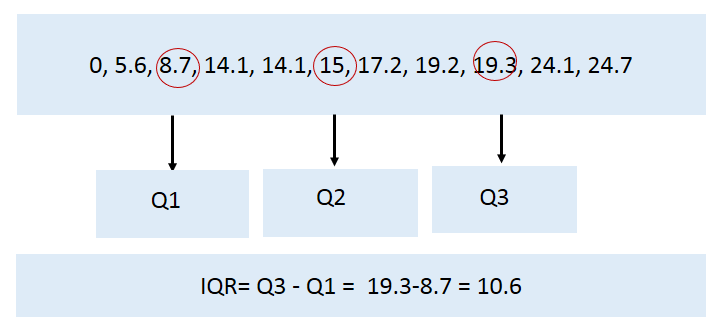 0, 5.6, 8.7, 14.1, 14.1, 15, 17.2, 19.2, 19.3, 24.1, 24.7
Q1
Q2
Q3
IQR= Q3 - Q1 = 19.3-8.7 = 10.6